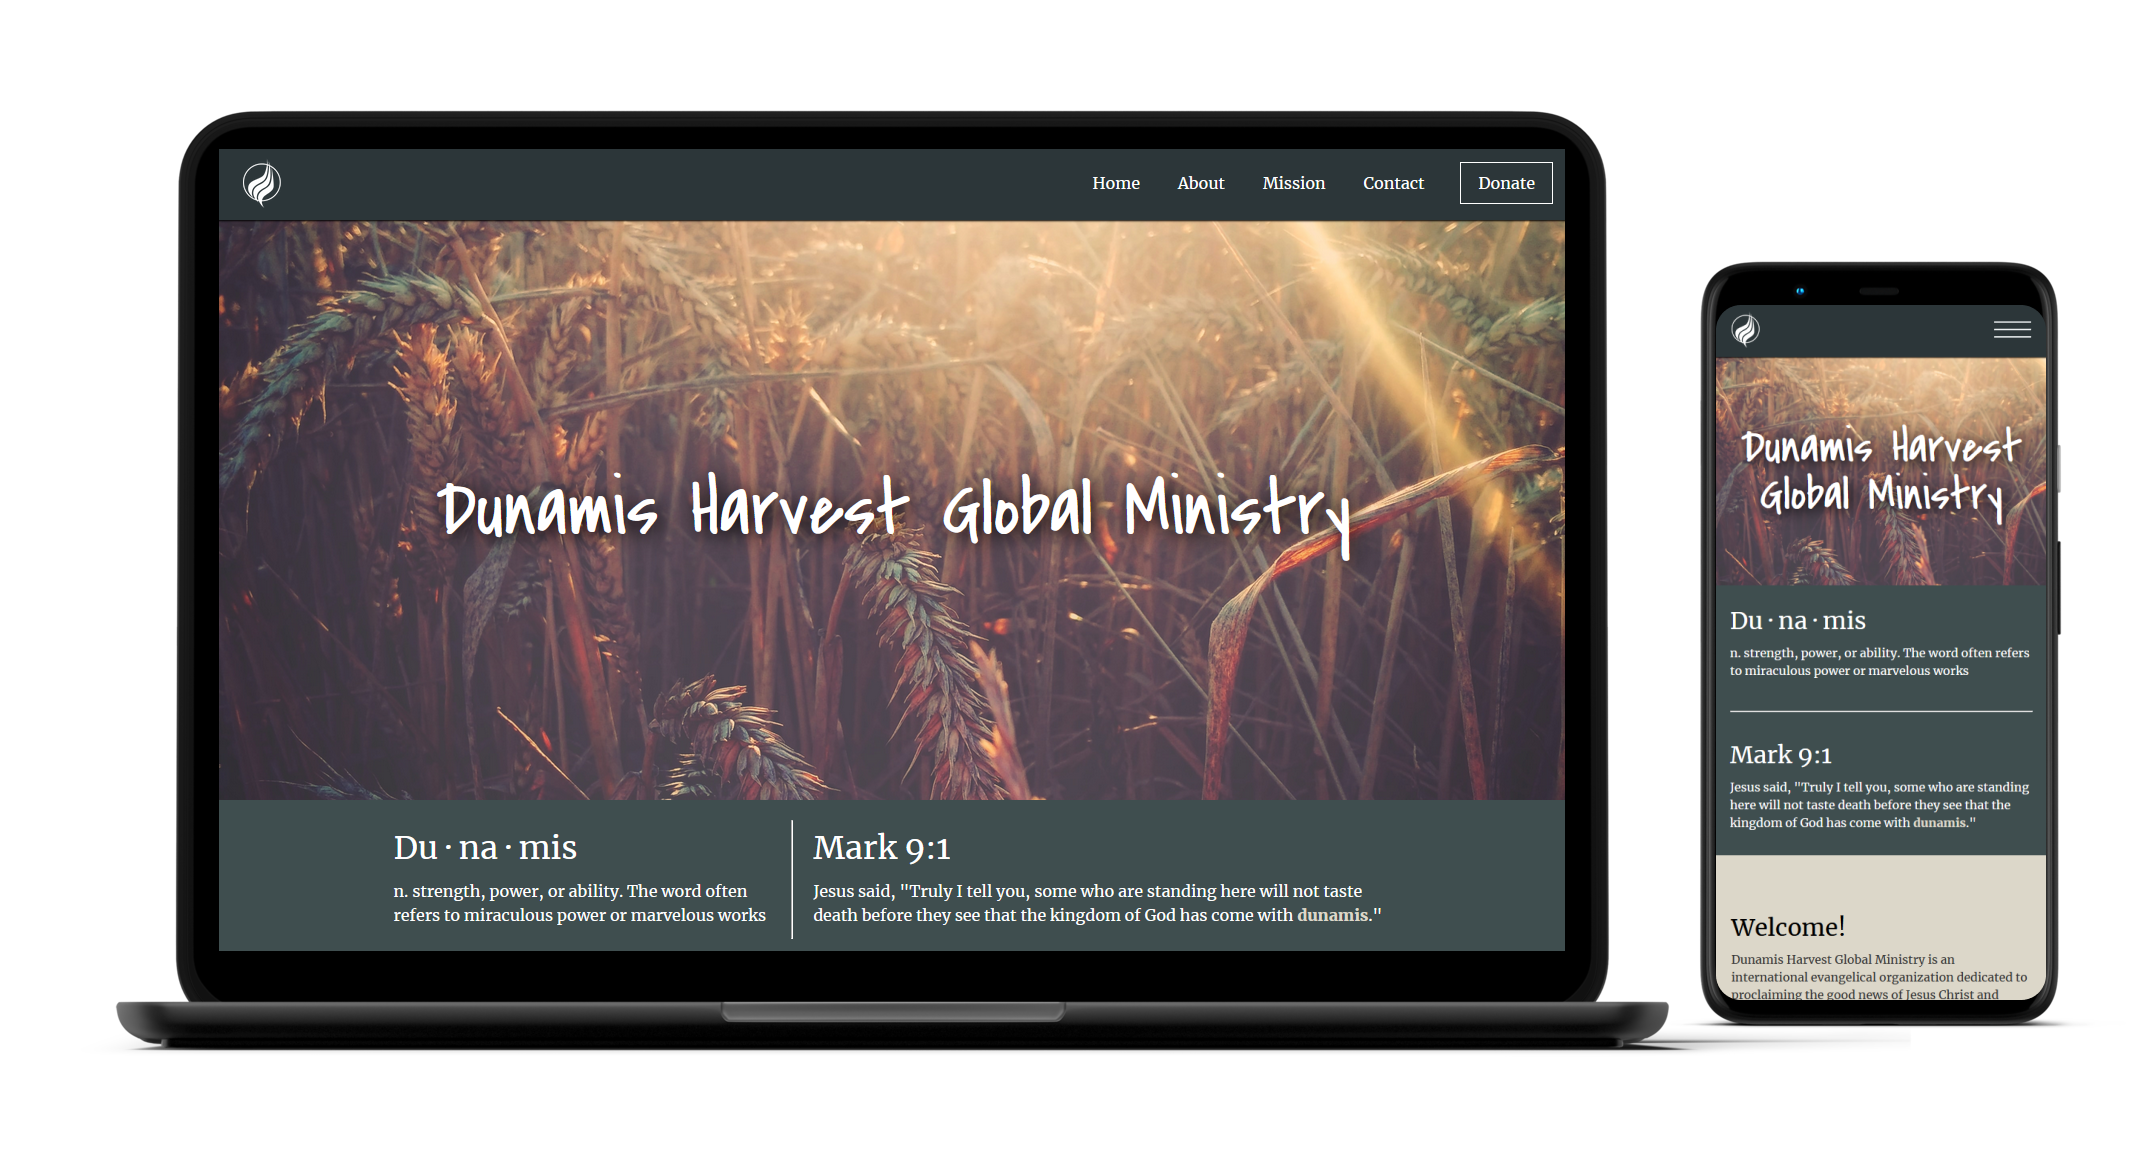 Home About Mission Contact Donate
Dunamis Harvest Global Ministry
Du · na · mis
n. strength, power, or ability. The word often
refers to miraculous power or marvelous works
Mark 9:1
Jesus said, "Truly I tell you, some who are standing here will not taste
death before they see that the kingdom of God has come with dunamis."
Dunamis Harvest
Global Ministry
Du · na · mis
n. strength, power, or ability. The word often refers
to miraculous power or marvelous works
Mark 9:1
Jesus said, "Truly I tell you, some who are standing
here will not taste death before they see that the
kingdom of God has come with dunamis."
Welcome!
Dunamis Harvest Global Ministry is an
international evangelical organization dedicated to
proclaiming the good news of Jesus Christ and